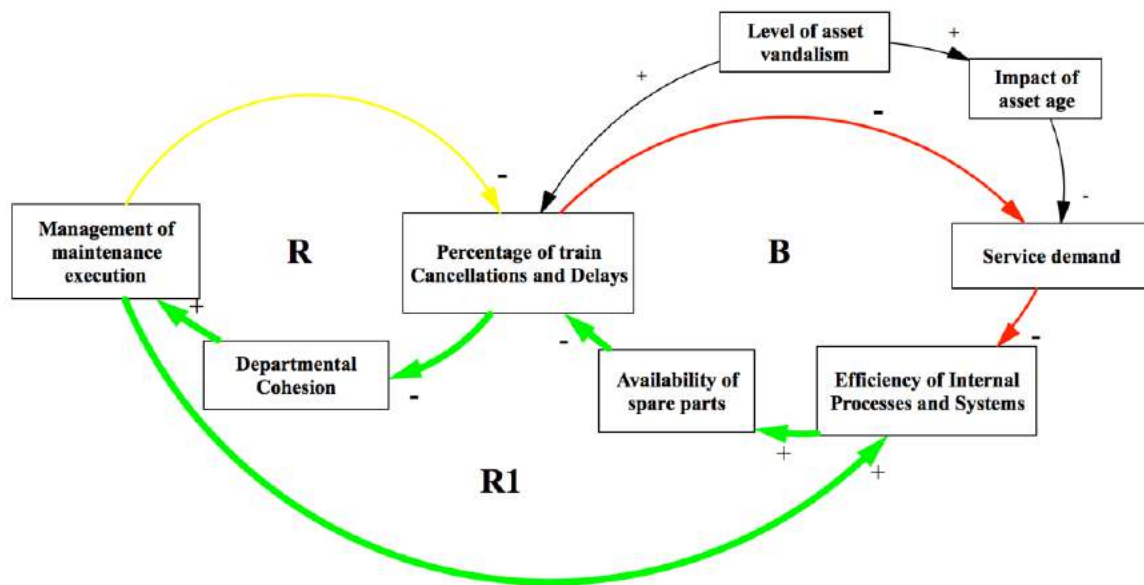 Level of asset
vandalism
+
+
Impact of
asset age
-
-
-
Management of
maintenance
execution
R
Percentage of train
Cancellations and Delays
B
Service demand
+
-
-
Departmental
Cohesion
-
Availability of
spare parts
Efficiency of Internal
Processes and Systems
+
+
R1